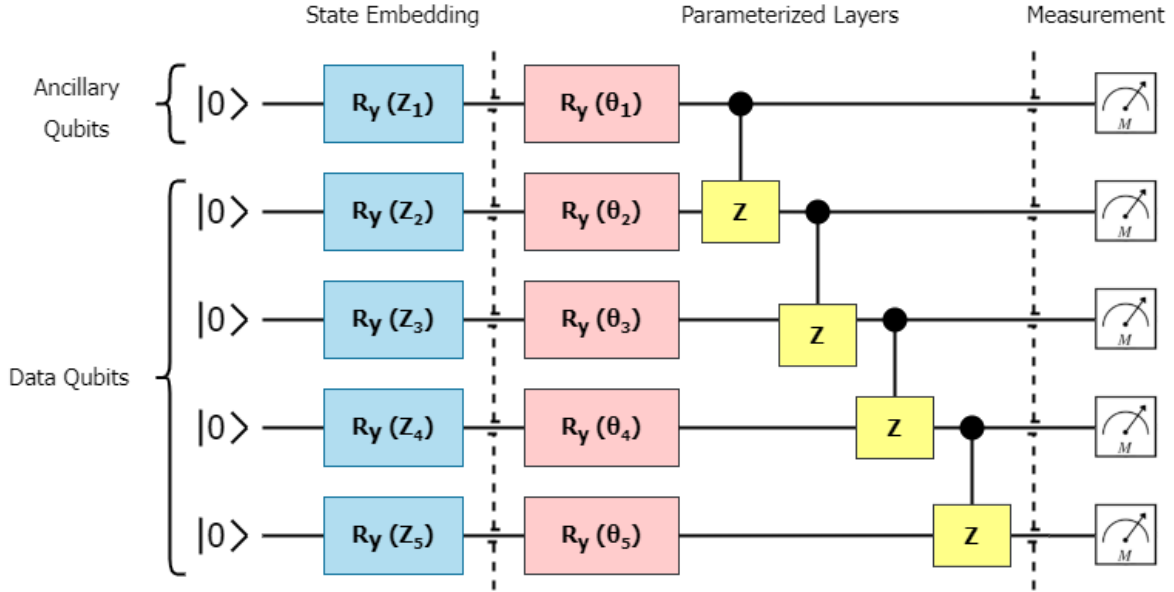 State Embedding Parameterized Layers Measurement
Ancillary
Qubits
|0> Ry (Z1) Ry (θ1) M
|0> Ry (Z2) Ry (θ2) Z M
|0> Ry (Z3) Ry (θ3) Z M
Data Qubits
|0> Ry (Z4) Ry (θ4) Z M
|0> Ry (Z5) Ry (θ5) Z M